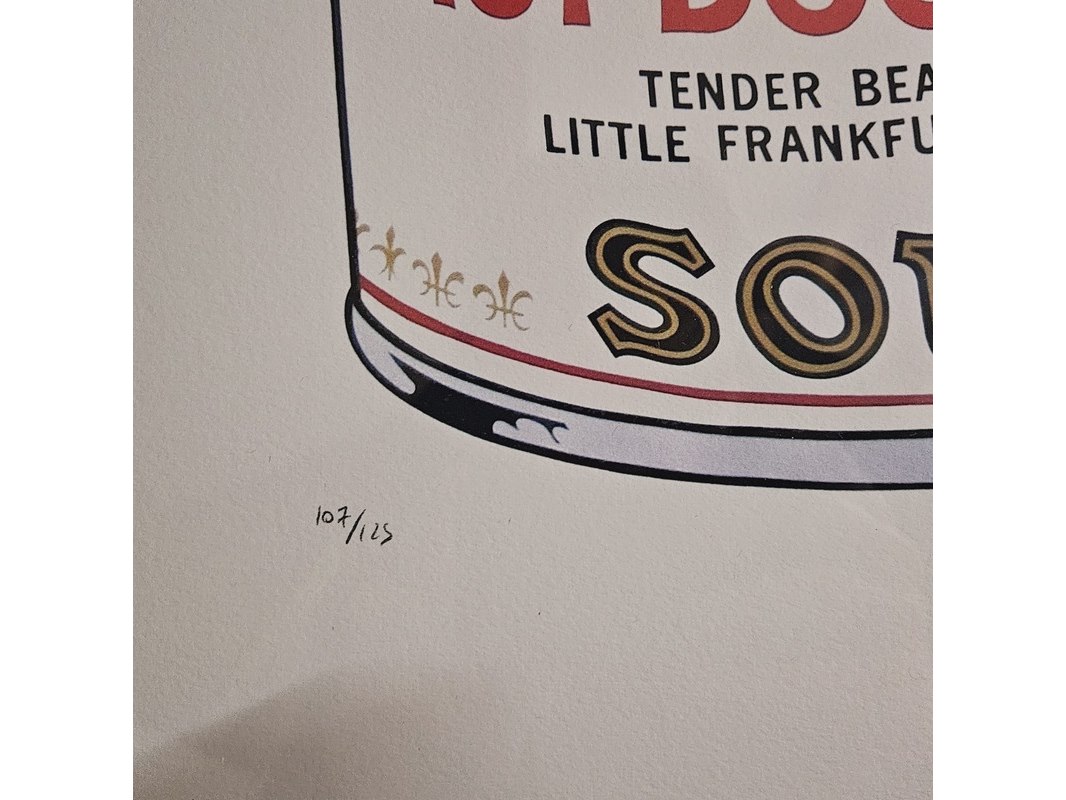 TENDER BEA
LITTLE FRANKFU
SOU
107/125